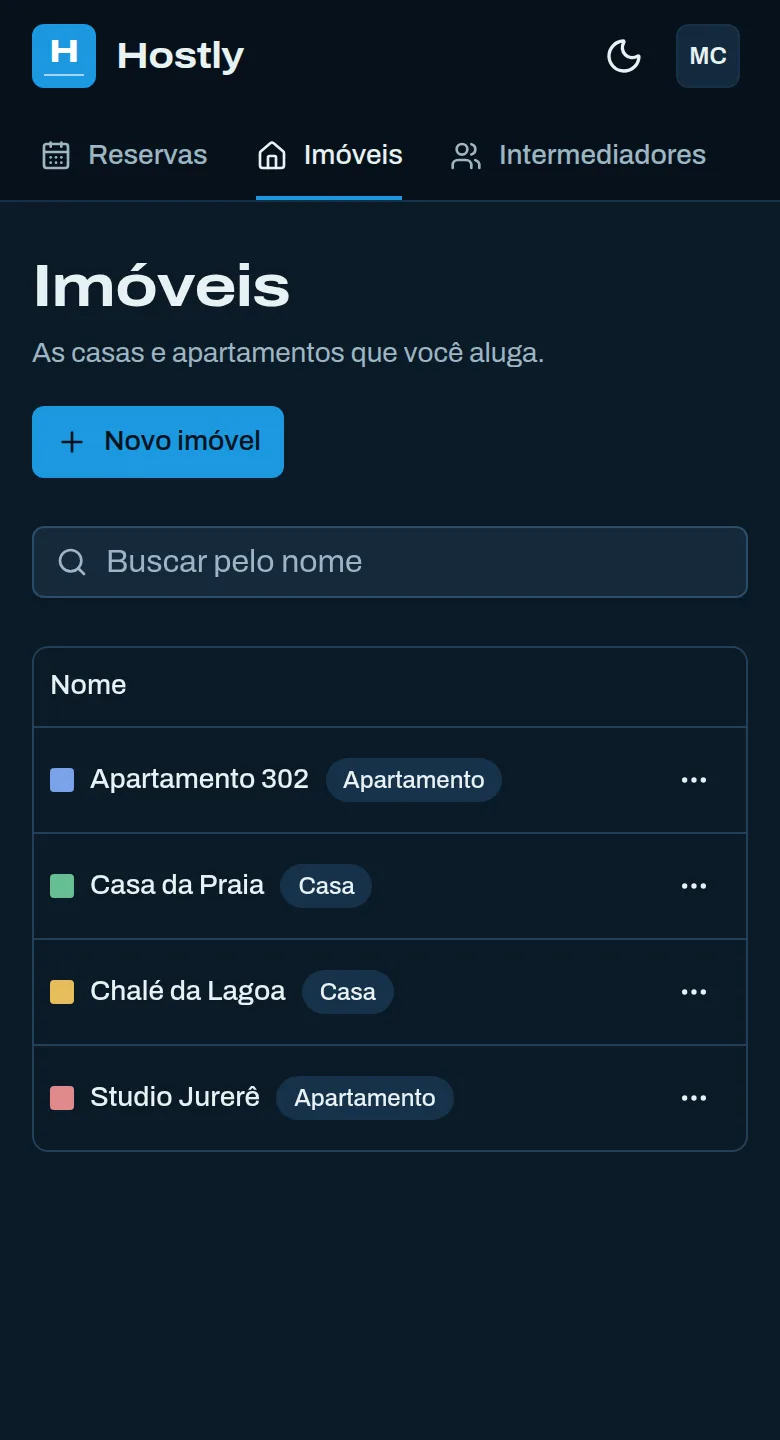 H Hostly MC
Reservas Imóveis Intermediadores
Imóveis
As casas e apartamentos que você aluga.
Novo imóvel
Buscar pelo nome
Nome
Apartamento 302 Apartamento
Casa da Praia Casa
Chalé da Lagoa Casa
Studio Jurerê Apartamento